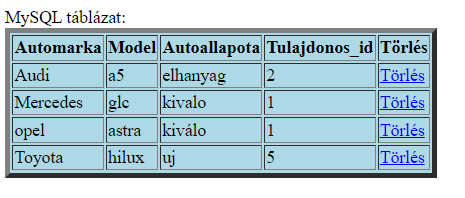 MySQL táblázat:
Automarka Model Autoallapota Tulajdonos_id Törlés
Audi a5 elhanyag 2 Törlés
Mercedes glc kivalo 1 Törlés
opel astra kiválo 1 Törlés
Toyota hilux uj 5 Törlés